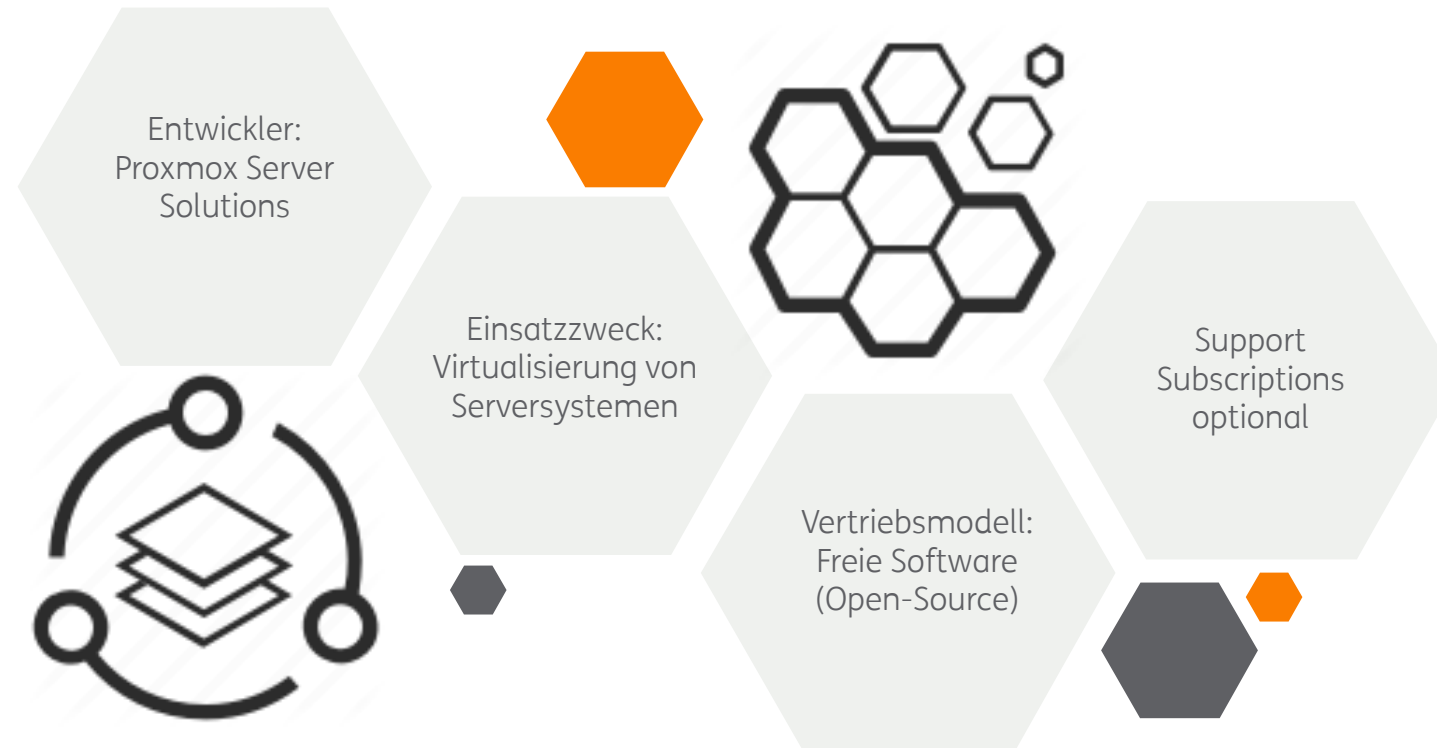 Entwickler:
Proxmox Server
Solutions
Einsatzzweck:
Virtualisierung von
Serversystemen
Vertriebsmodell:
Freie Software
(Open-Source)
Support
Subscriptions
optional